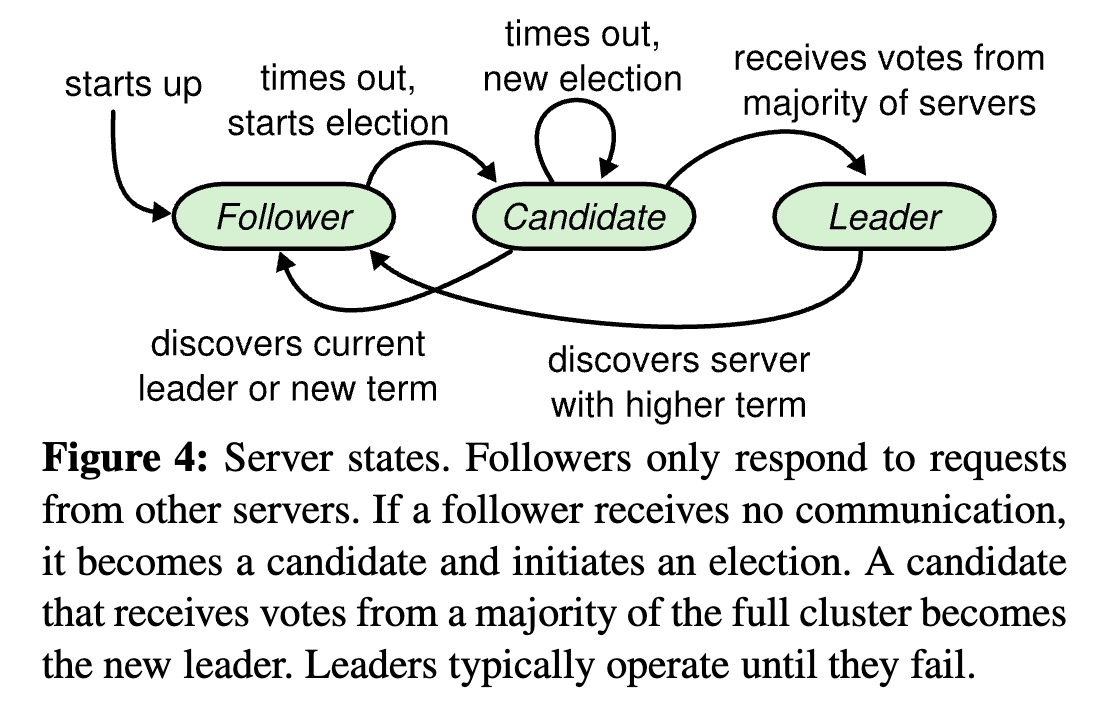 starts up
times out,
starts election
times out,
new election
receives votes from
majority of servers
Follower
Candidate
Leader
discovers current
leader or new term
discovers server
with higher term
Figure 4: Server states. Followers only respond to requests
from other servers. If a follower receives no communication,
it becomes a candidate and initiates an election. A candidate
that receives votes from a majority of the full cluster becomes
the new leader. Leaders typically operate until they fail.